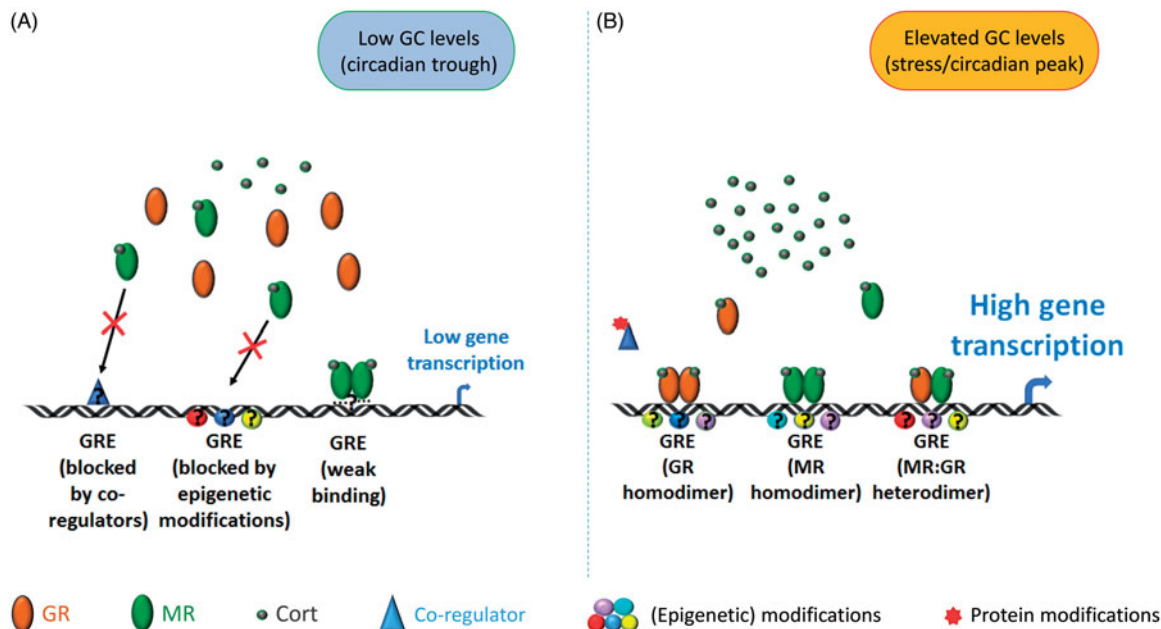 (A)
Low GC levels
(circadian trough)
Low gene
transcription
?
? ? ?
?
GRE
(blocked
by co-
regulators)
GRE
(blocked by
epigenetic
modifications)
GRE
(weak
binding)
(B)
Elevated GC levels
(stress/circadian peak)
High gene
transcription
? ? ?
? ? ?
? ? ?
GRE
(GR
homodimer)
GRE
(MR
homodimer)
GRE
(MR:GR
heterodimer)
GR
MR
Cort
Co-regulator
(Epigenetic) modifications
Protein modifications